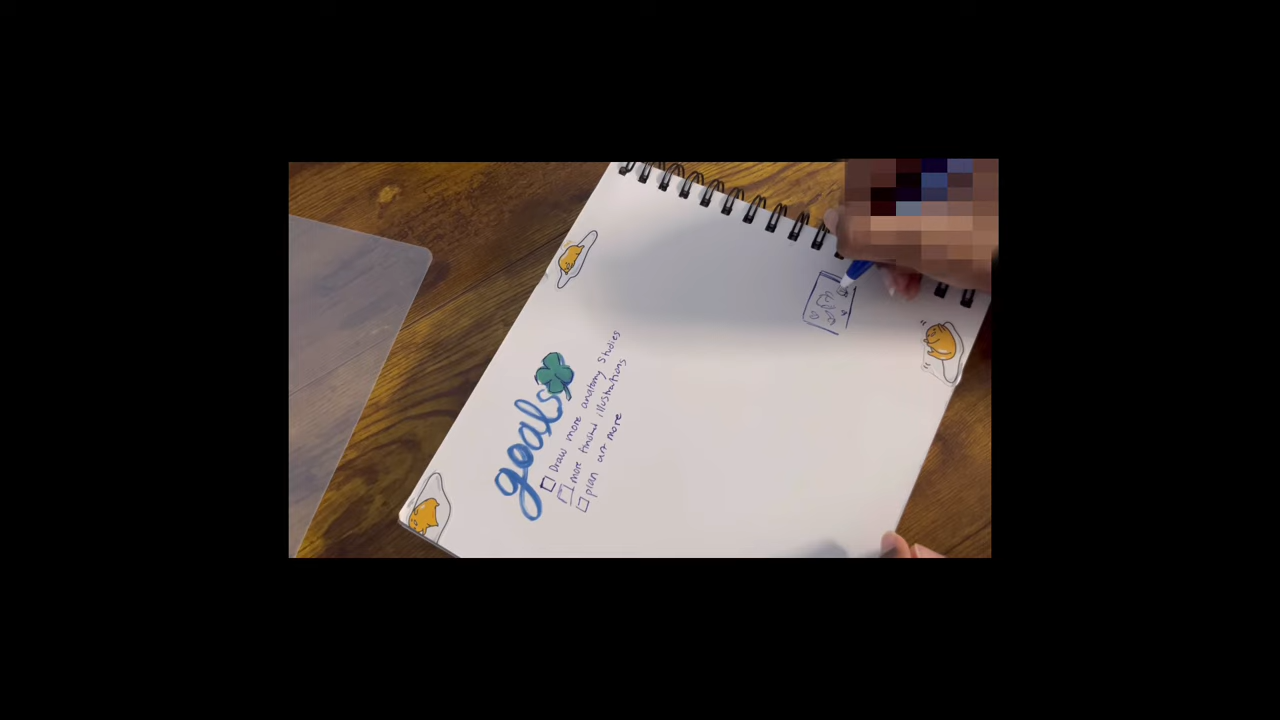 goals
Draw more anatomy studies
more finished illustrations
plan art more